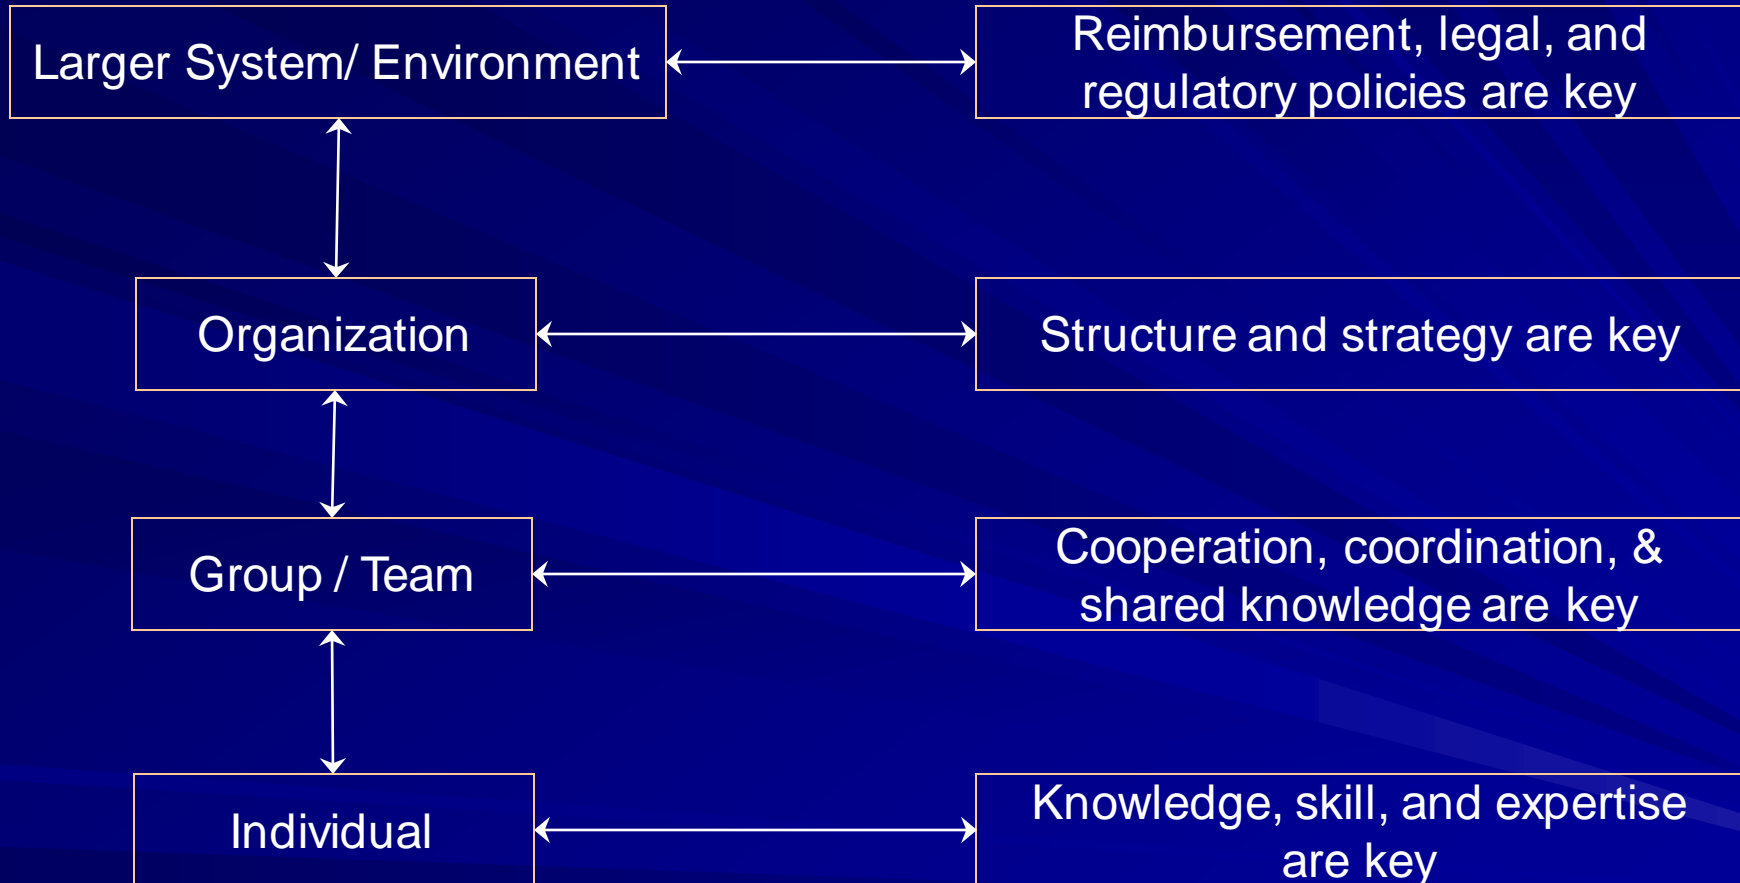 Larger System/ Environment
Reimbursement, legal, and
regulatory policies are key
Organization
Structure and strategy are key
Group / Team
Cooperation, coordination, &
shared knowledge are key
Individual
Knowledge, skill, and expertise
are key